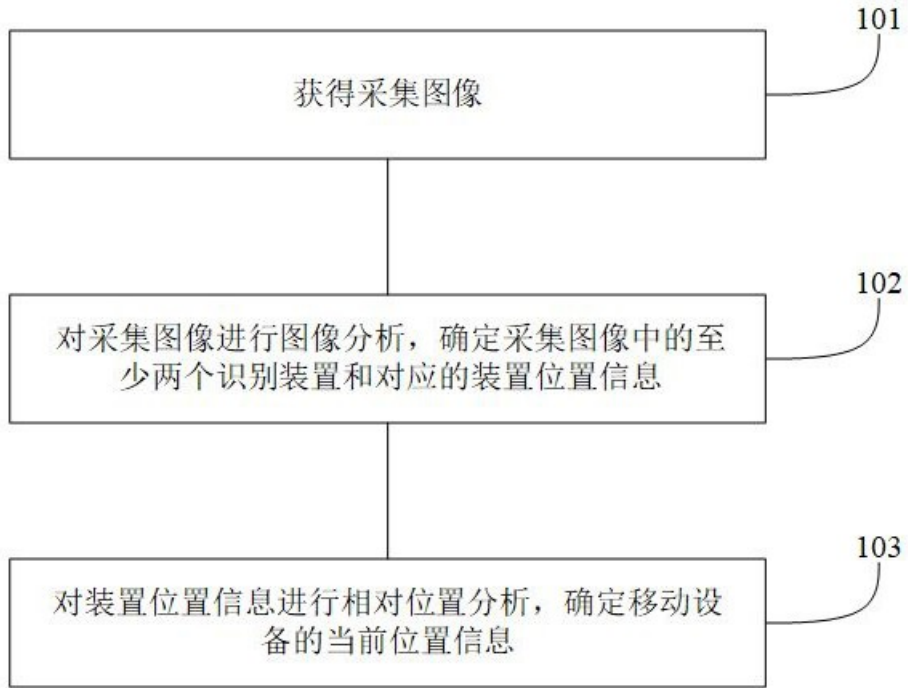 101
获得采集图像
102
对采集图像进行图像分析，确定采集图像中的至
少两个识别装置和对应的装置位置信息
103
对装置位置信息进行相对位置分析，确定移动设
备的当前位置信息